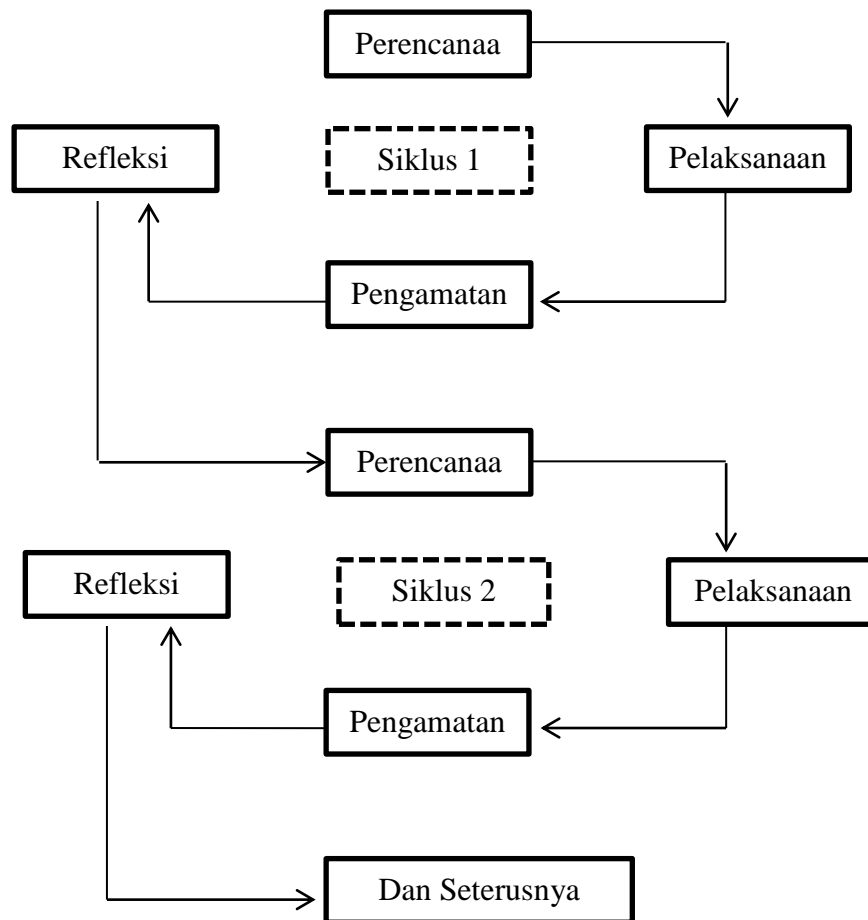 Perencanaa
Refleksi
Siklus 1
Pelaksanaan
Pengamatan
Perencanaa
Refleksi
Siklus 2
Pelaksanaan
Pengamatan
Dan Seterusnya